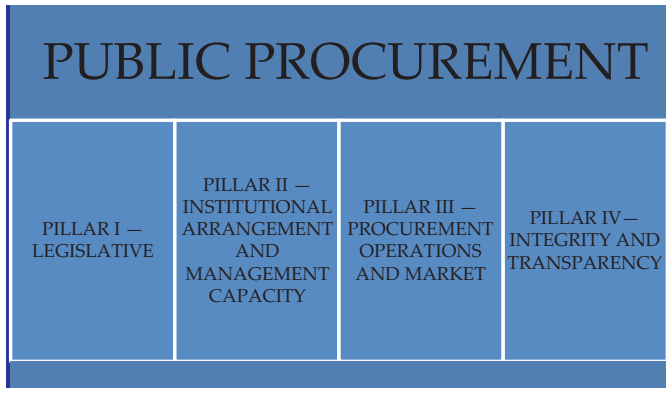 PUBLIC PROCUREMENT
PILLAR I —
LEGISLATIVE
PILLAR II —
INSTITUTIONAL
ARRANGEMENT
AND
MANAGEMENT
CAPACITY
PILLAR III —
PROCUREMENT
OPERATIONS
AND MARKET
PILLAR IV—
INTEGRITY AND
TRANSPARENCY